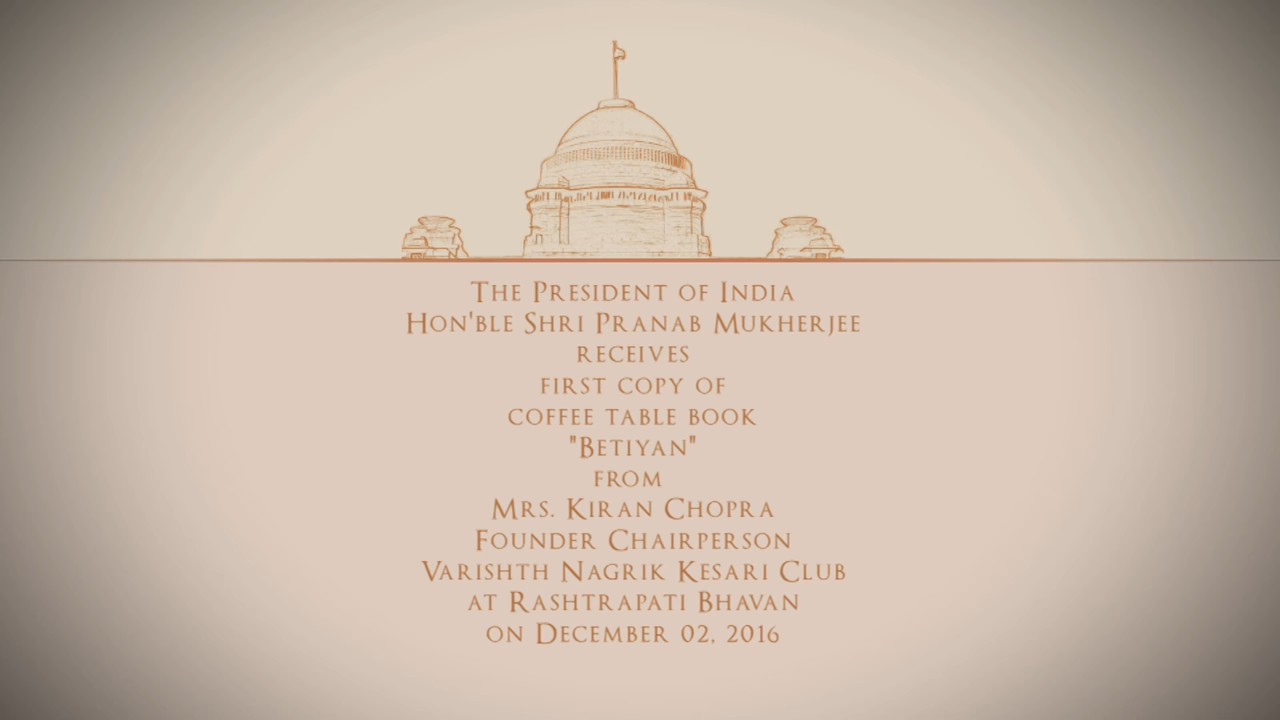 The President of India
Hon'ble Shri Pranab Mukherjee
receives
first copy of
coffee table book
"Betiyan"
from
Mrs. Kiran Chopra
Founder Chairperson
Varishth Nagrik Kesari Club
at Rashtrapati Bhavan
on December 02, 2016